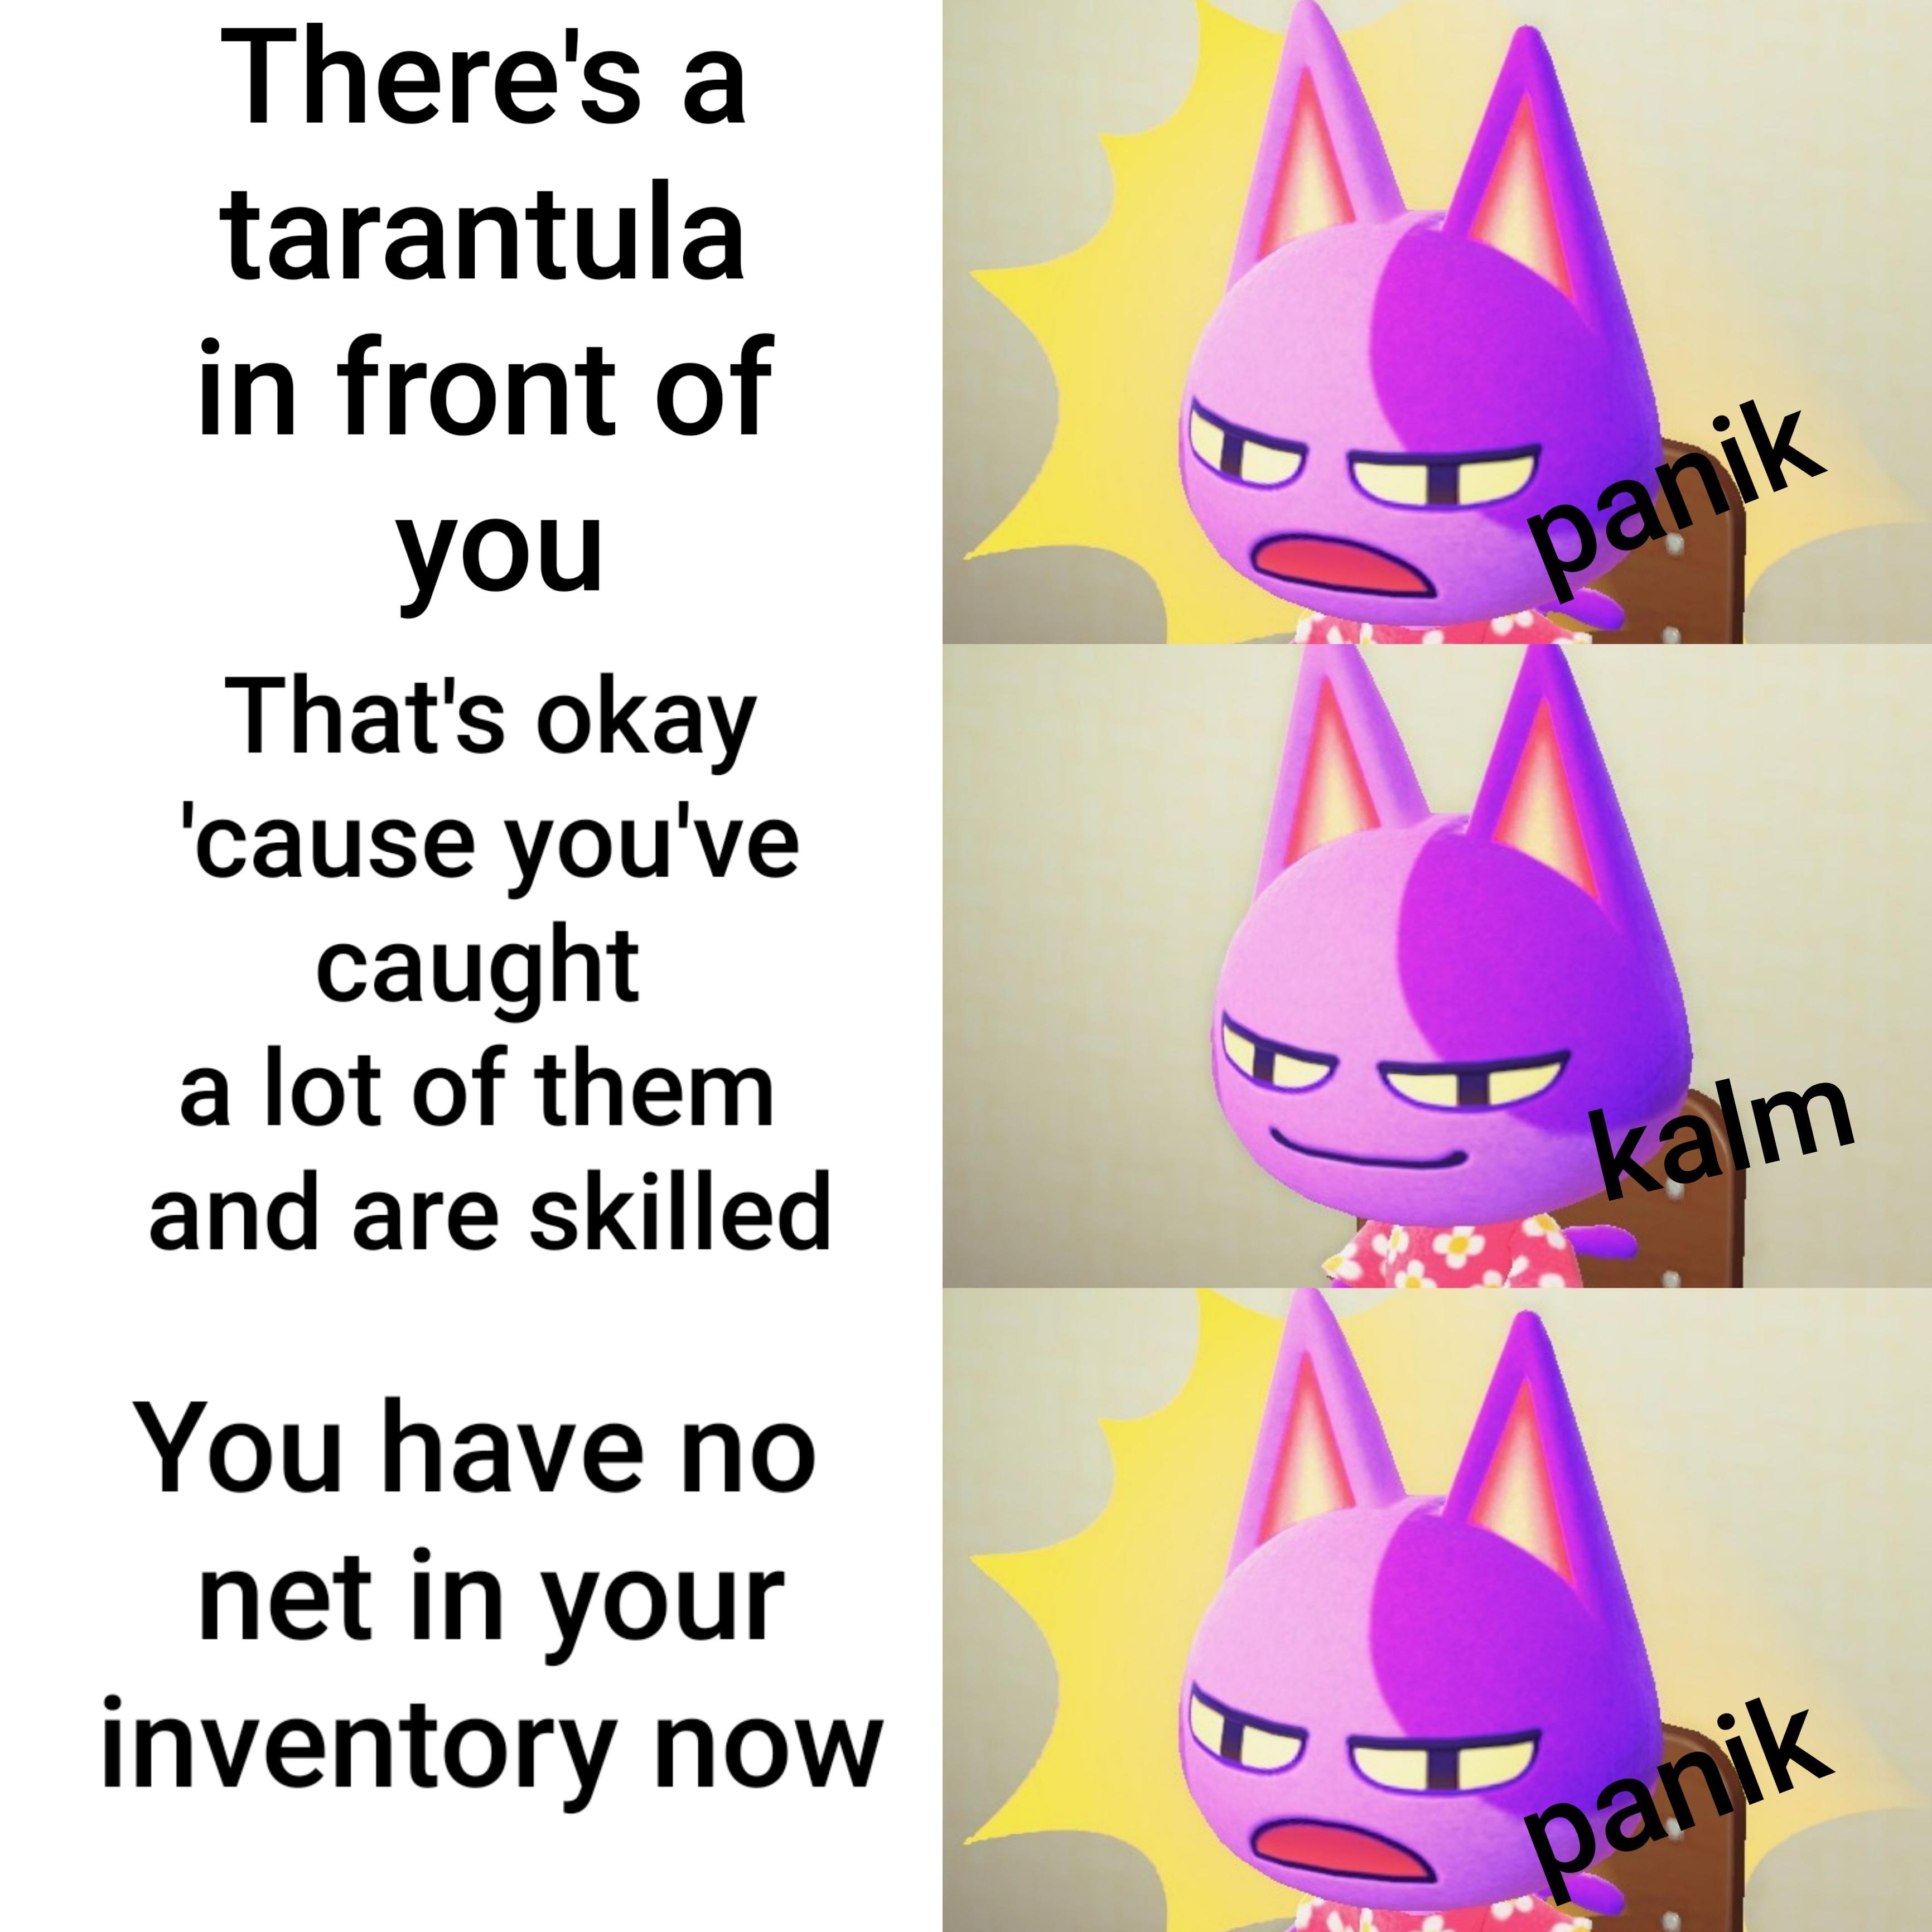 There's a
tarantula
in front of
you
panik
That's okay
'cause you've
caught
a lot of them
and are skilled
kalm
You have no
net in your
inventory now
panik